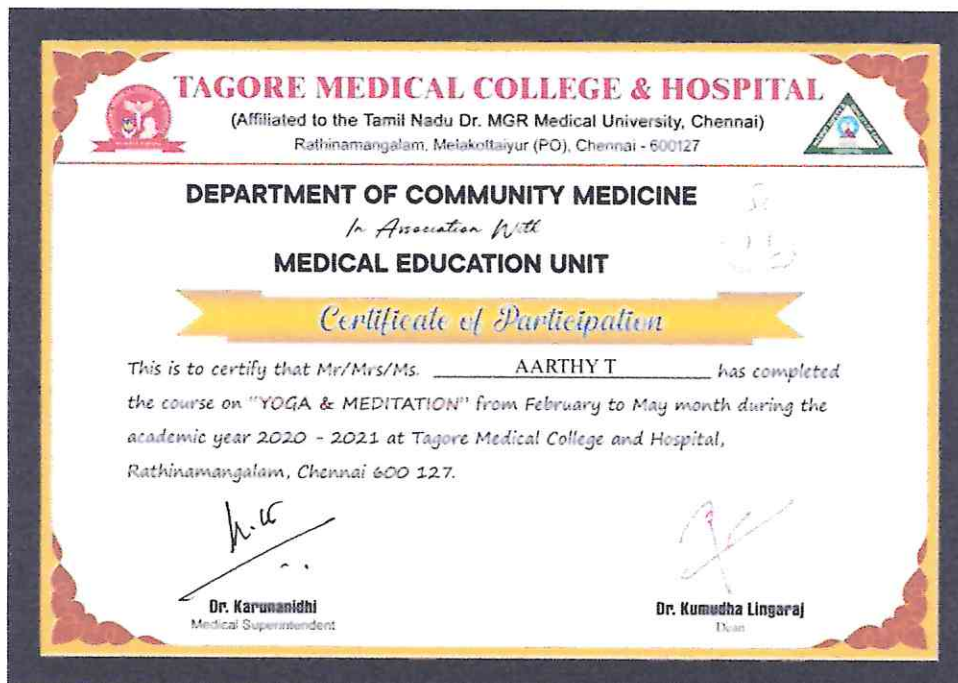 TAGORE MEDICAL COLLEGE & HOSPITAL
(Affiliated to the Tamil Nadu Dr. MGR Medical University, Chennai)
Rathinamangalam, Melakottaiyur (PO), Chennai - 600127
DEPARTMENT OF COMMUNITY MEDICINE
In Association With
MEDICAL EDUCATION UNIT
Certificate of Participation
This is to certify that Mr/Mrs/Ms. AARTHY T has completed
the course on "YOGA & MEDITATION" from February to May month during the
academic year 2020 - 2021 at Tagore Medical College and Hospital,
Rathinamangalam, Chennai 600 127.
Dr. Karunanidhi
Medical Superintendent
Dr. Kumudha Lingaraj
Dean